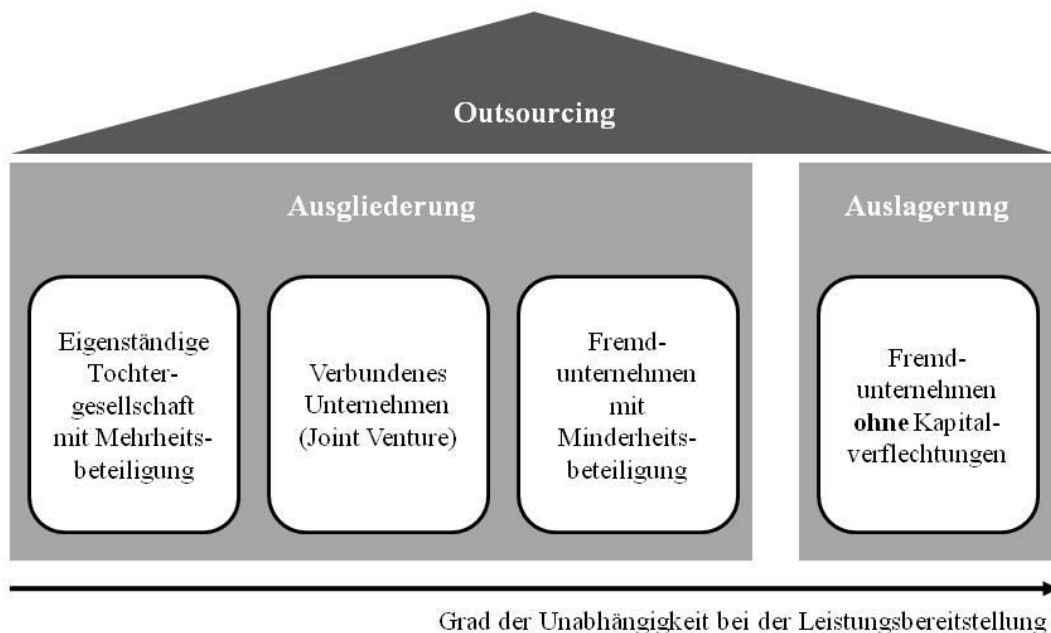 Outsourcing
Ausgliederung
Eigenständige
Tochter-
gesellschaft
mit Mehrheits-
beteiligung
Verbundenes
Unternehmen
(Joint Venture)
Fremd-
unternehmen
mit
Minderheits-
beteiligung
Auslagerung
Fremd-
unternehmen
ohne Kapital-
verflechtungen
Grad der Unabhängigkeit bei der Leistungsbereitstellung